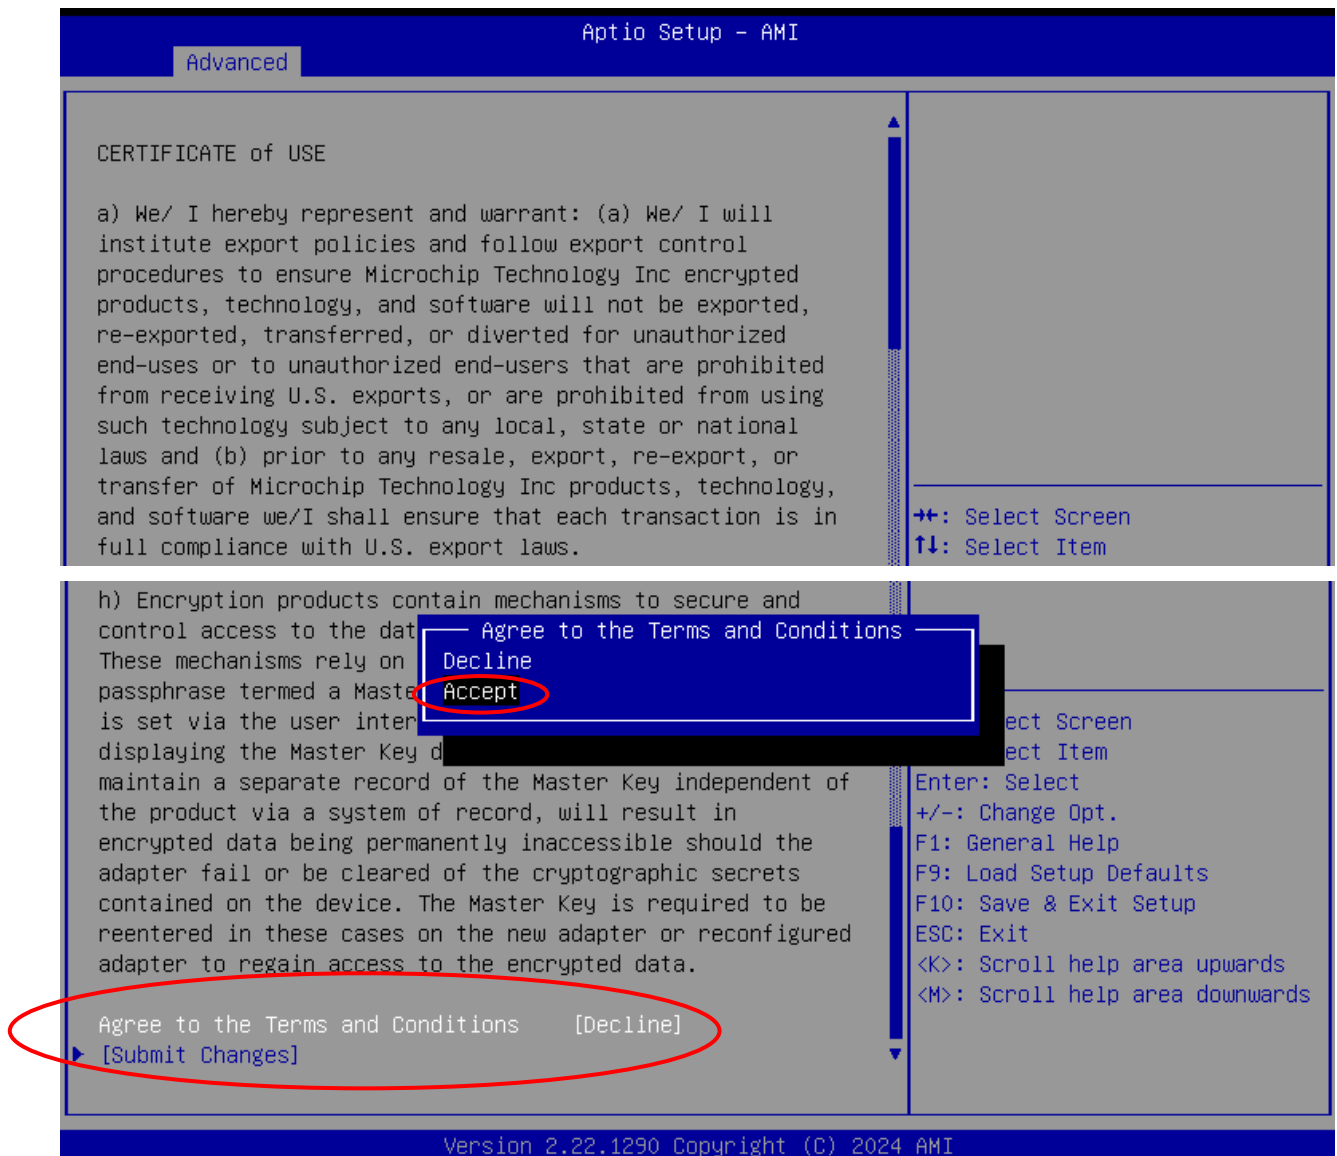 Aptio Setup - AMI
Advanced
CERTIFICATE of USE
a) We/ I hereby represent and warrant: (a) We/ I will
institute export policies and follow export control
procedures to ensure Microchip Technology Inc encrypted
products, technology, and software will not be exported,
re-exported, transferred, or diverted for unauthorized
end-uses or to unauthorized end-users that are prohibited
from receiving U.S. exports, or are prohibited from using
such technology subject to any local, state or national
laws and (b) prior to any resale, export, re-export, or
transfer of Microchip Technology Inc products, technology,
and software we/I shall ensure that each transaction is in
full compliance with U.S. export laws.
→←: Select Screen
↑↓: Select Item
h) Encryption products contain mechanisms to secure and
control access to the dat
These mechanisms rely on
passphrase termed a Maste
is set via the user inter
displaying the Master Key d
maintain a separate record of the Master Key independent of
the product via a system of record, will result in
encrypted data being permanently inaccessible should the
adapter fail or be cleared of the cryptographic secrets
contained on the device. The Master Key is required to be
reentered in these cases on the new adapter or reconfigured
adapter to regain access to the encrypted data.
Agree to the Terms and Conditions [Decline]
[Submit Changes]
Agree to the Terms and Conditions
Decline
Accept
ect Screen
ect Item
Enter: Select
+/-: Change Opt.
F1: General Help
F9: Load Setup Defaults
F10: Save & Exit Setup
ESC: Exit
<K>: Scroll help area upwards
<M>: Scroll help area downwards
Version 2.22.1290 Copyright (C) 2024 AMI